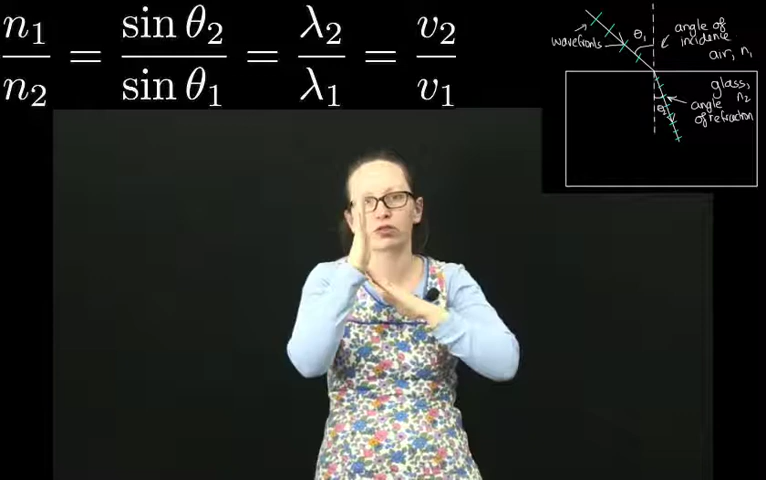 n₁/n₂ = sin θ₂/sin θ₁ = λ₂/λ₁ = v₂/v₁
wavefronts
θ₁
angle of
incidence
air, n₁
glass,
n₂
θ₂
angle
of refraction